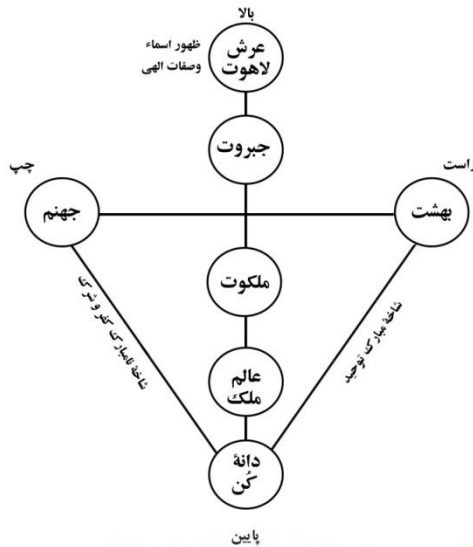 بالا
ظهور اسماء
وصفات الهی
عرش
لاهوت
جبروت
راست
چپ
بهشت
جهنم
ملکوت
شاخهٔ مبارک توحید
شاخهٔ نامبارک کفر و شرک
عالم
ملک
دانهٔ
کُن
پایین